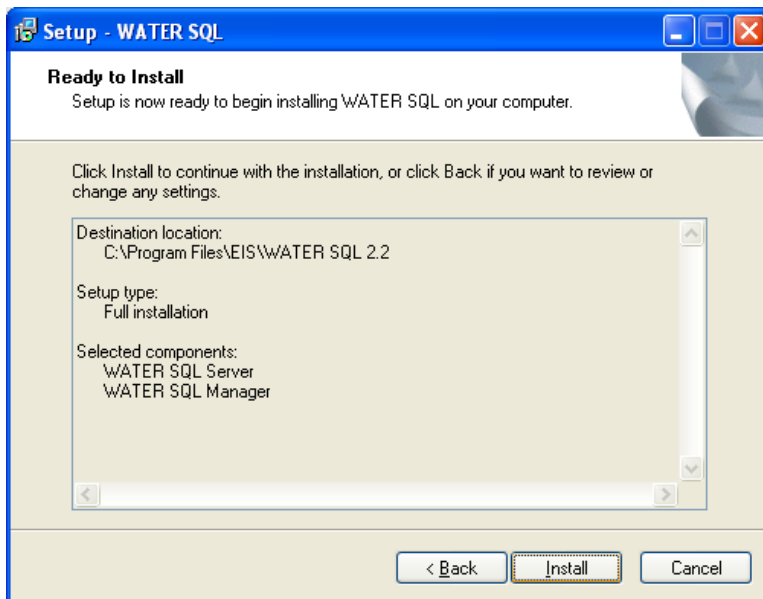 Setup - WATER SQL
Ready to Install
Setup is now ready to begin installing WATER SQL on your computer.
Click Install to continue with the installation, or click Back if you want to review or
change any settings.
Destination location:
C:\Program Files\EIS\WATER SQL 2.2
Setup type:
Full installation
Selected components:
WATER SQL Server
WATER SQL Manager
< Back
Install
Cancel